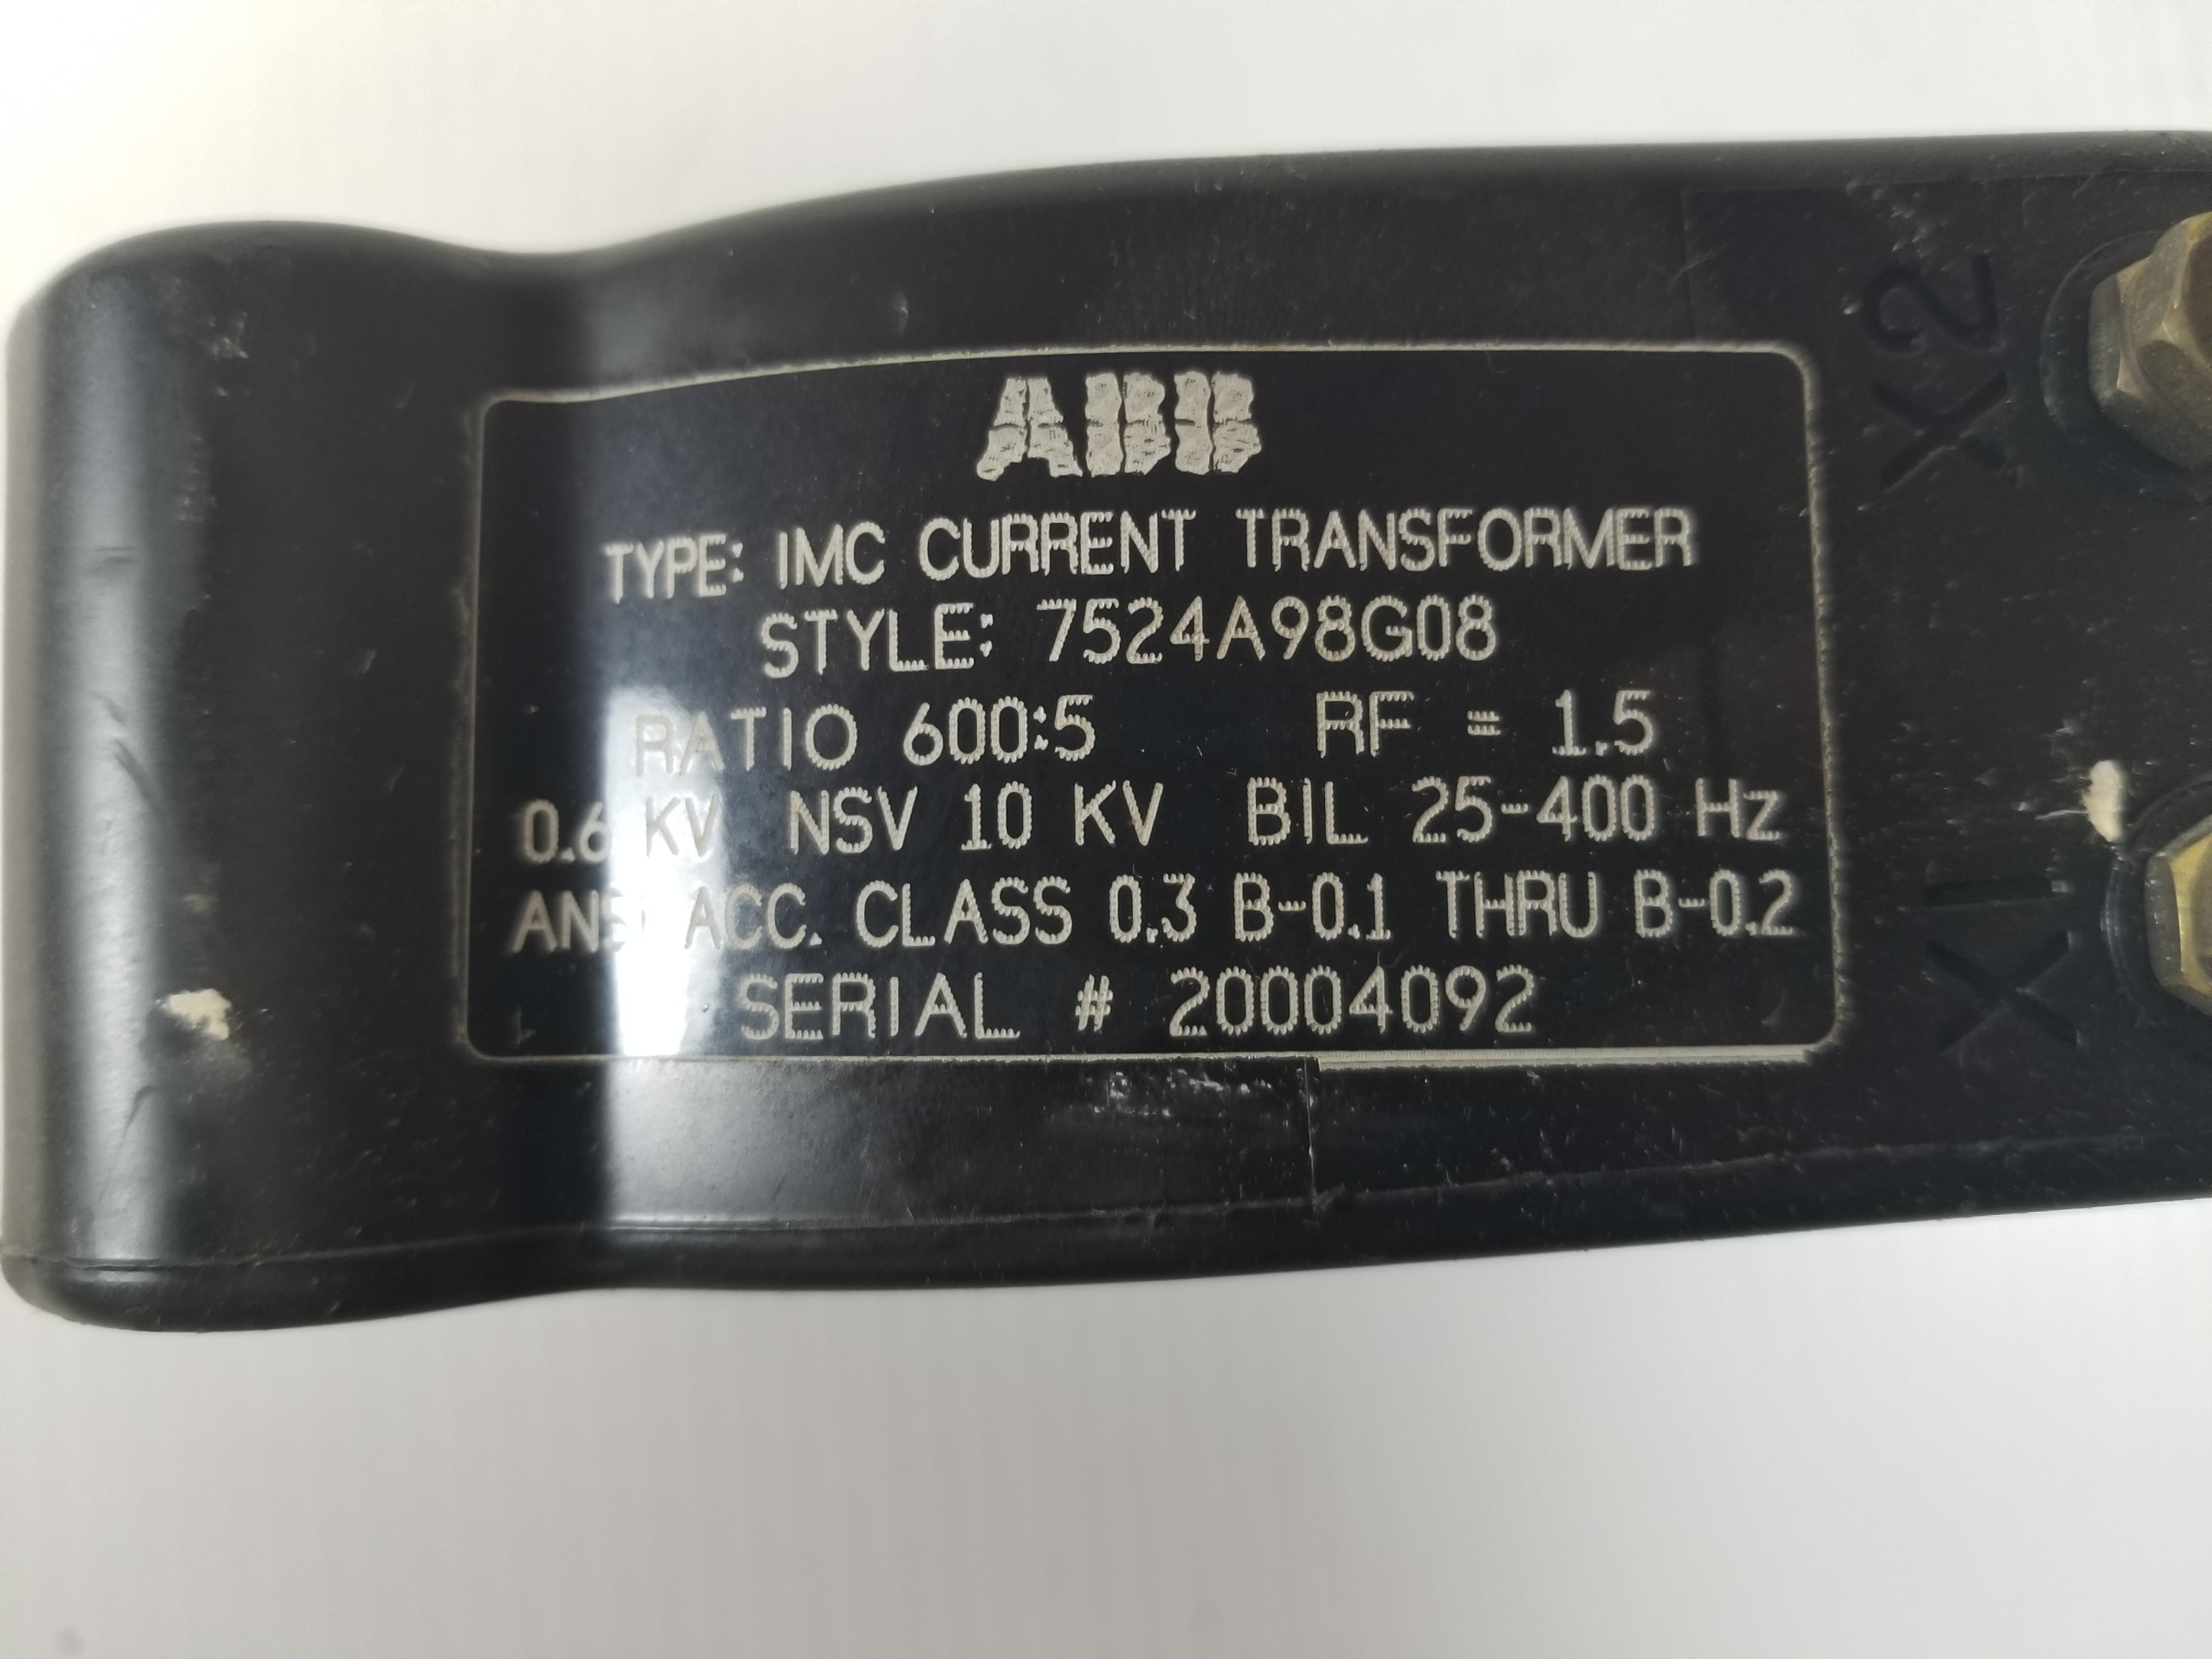 ABB
TYPE: IMC CURRENT TRANSFORMER
STYLE: 7524A98G08
RATIO 600:5 RF = 1.5
0.6 KV NSV 10 KV BIL 25-400 Hz
ANSI ACC. CLASS 0.3 B-0.1 THRU B-0.2
SERIAL # 20004092
X2
X1